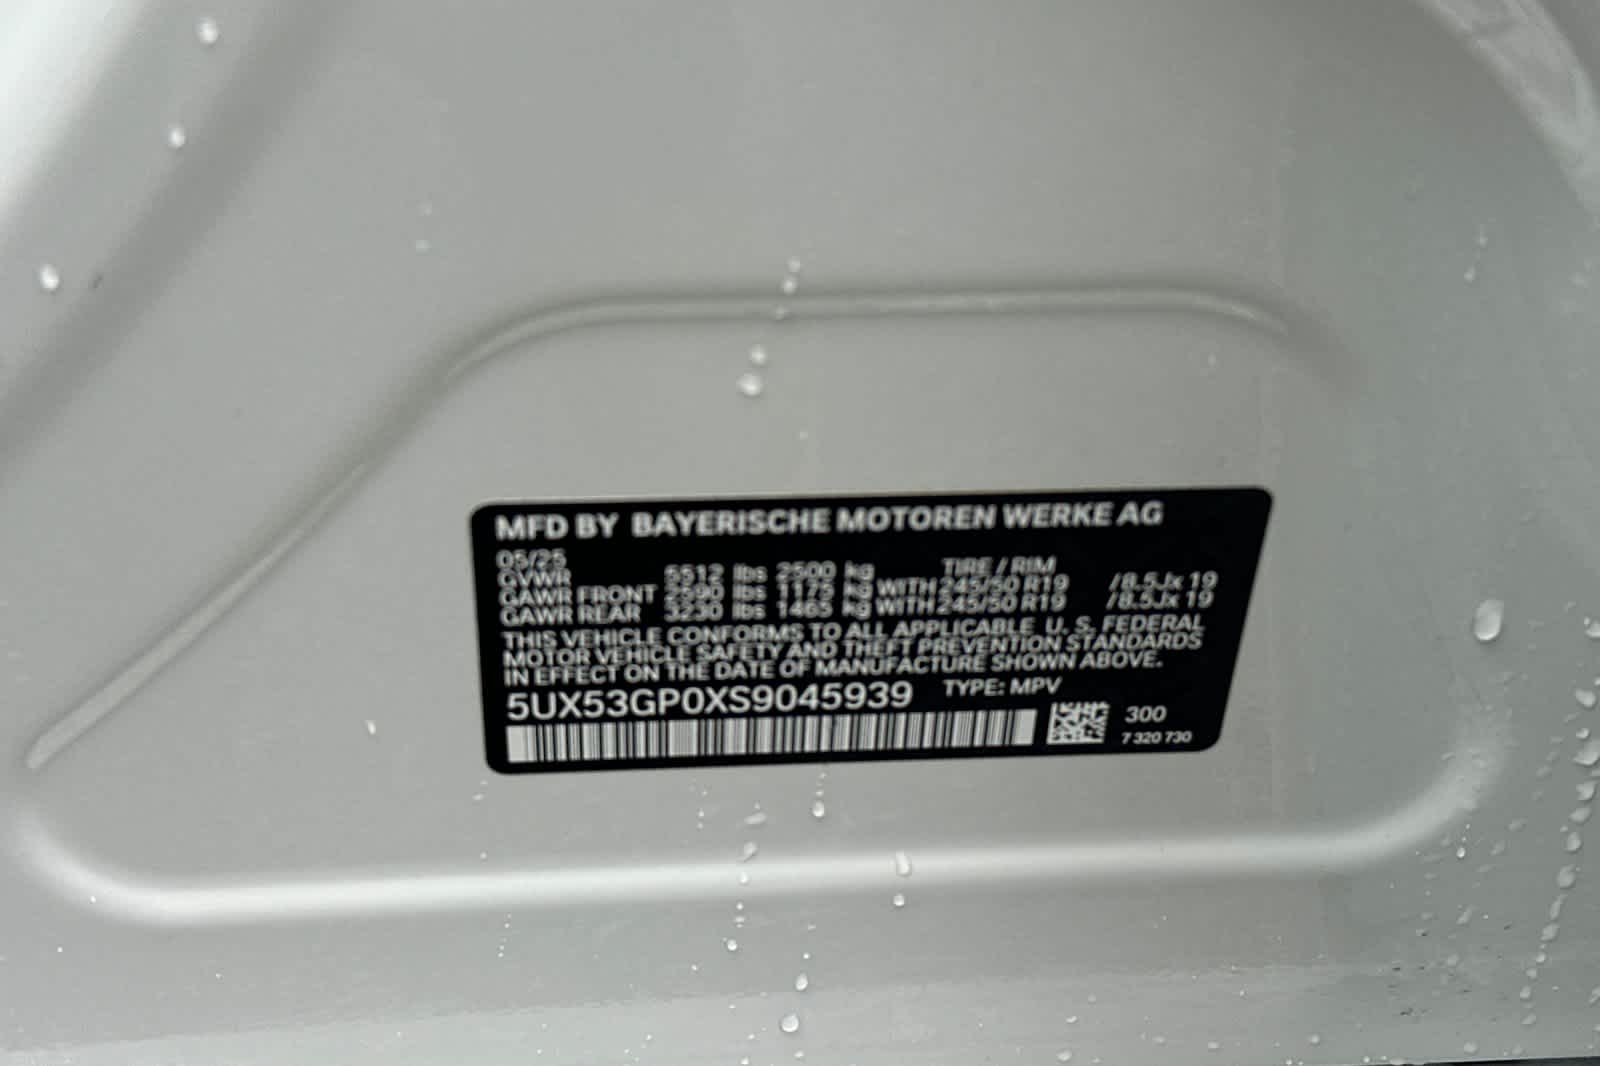 MFD BY BAYERISCHE MOTOREN WERKE AG
05/25 TIRE / RIM
GVWR 5512 lbs 2500 kg
GAWR FRONT 2590 lbs 1175 kg WITH 245/50 R19 /8.5Jx 19
GAWR REAR 3230 lbs 1465 kg WITH 245/50 R19 /8.5Jx 19
THIS VEHICLE CONFORMS TO ALL APPLICABLE U. S. FEDERAL
MOTOR VEHICLE SAFETY AND THEFT PREVENTION STANDARDS
IN EFFECT ON THE DATE OF MANUFACTURE SHOWN ABOVE.
5UX53GP0XS9045939 TYPE: MPV
300
7 320 730